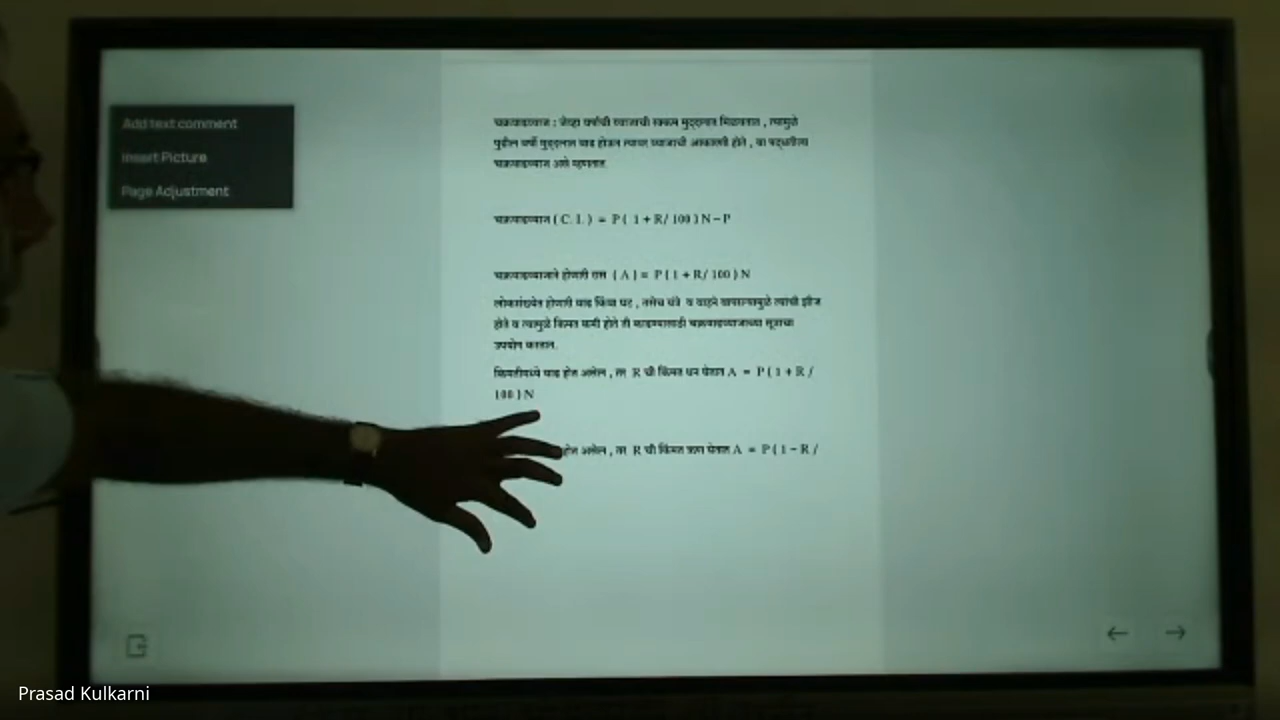 Add text comment
Insert Picture
Page Adjustment
चक्रवाढव्याज : जेव्हा वर्षाची व्याजाची रक्कम मुद्दलात मिळवतात , त्यामुळे
पुढील वर्षी मुद्दलात वाढ होऊन त्यावर व्याजाची आकारणी होते , या पद्धतीला
चक्रवाढव्याज असे म्हणतात
चक्रवाढव्याज ( C. I. ) = P ( 1 + R/ 100 ) N – P
चक्रवाढव्याजाने होणारी रास ( A ) = P ( 1 + R/ 100 ) N
लोकसंख्येत होणारी वाढ किंवा घट , तसेच यंत्रे व वाहने वापरल्यामुळे त्यांची झीज
होते व त्यामुळे किंमत कमी होते ती काढण्यासाठी चक्रवाढव्याजाच्या सूत्राचा
उपयोग करतात.
किमतीमध्ये वाढ होत असेल , तर R ची किंमत धन घेतात A = P ( 1 + R /
100 ) N
होत असेल , तर R ची किंमत ऋण घेतात A = P ( 1 – R /
Prasad Kulkarni